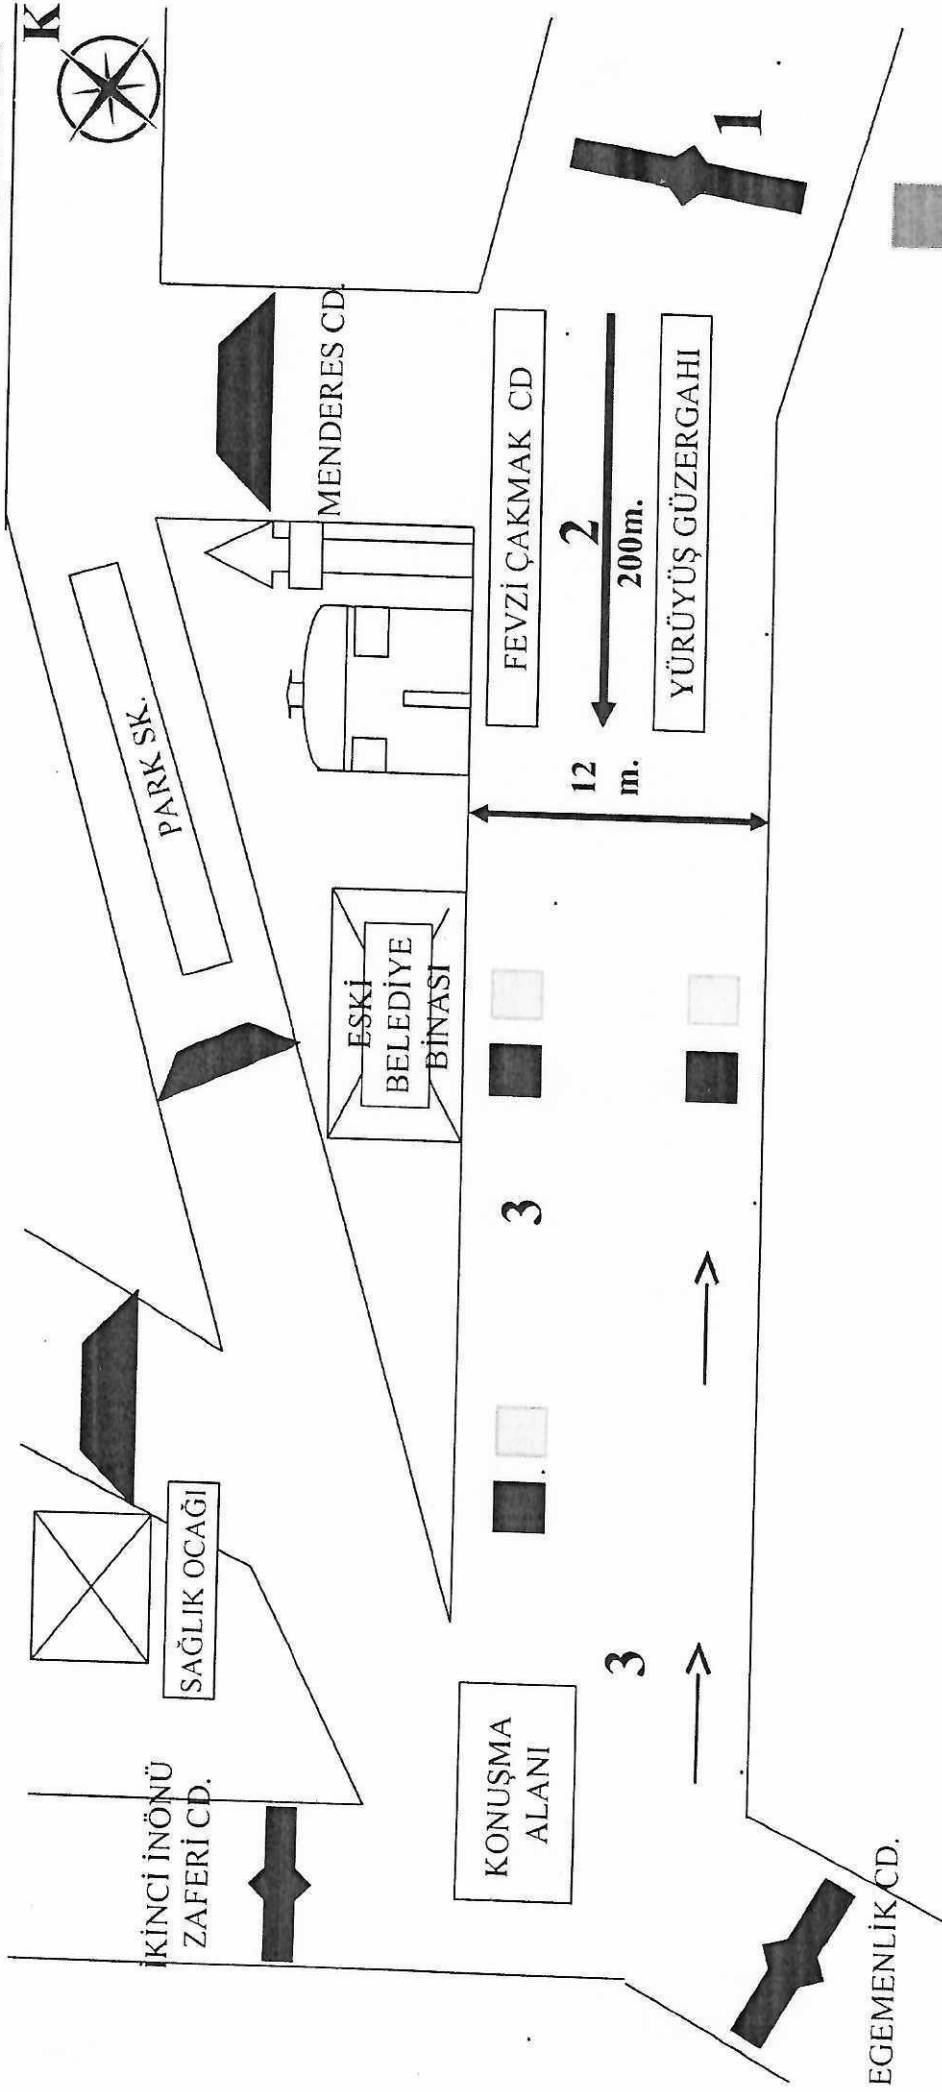 K
1
MENDERES CD.
FEVZİ ÇAKMAK CD
2
200m.
YÜRÜYÜŞ GÜZERGAHI
12
m.
PARK SK.
ESKİ
BELEDİYE
BİNASI
3
SAĞLIK OCAĞI
3
KONUŞMA
ALANI
İKİNCİ İNÖNÜ
ZAFERİ CD.
EGEMENLİK CD.